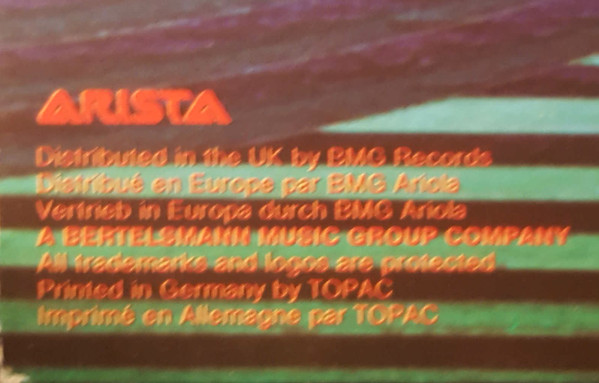 ARISTA
Distributed in the UK by BMG Records
Distribué en Europe par BMG Ariola
Vertrieb in Europa durch BMG Ariola
A BERTELSMANN MUSIC GROUP COMPANY
All trademarks and logos are protected
Printed in Germany by TOPAC
Imprimé en Allemagne par TOPAC